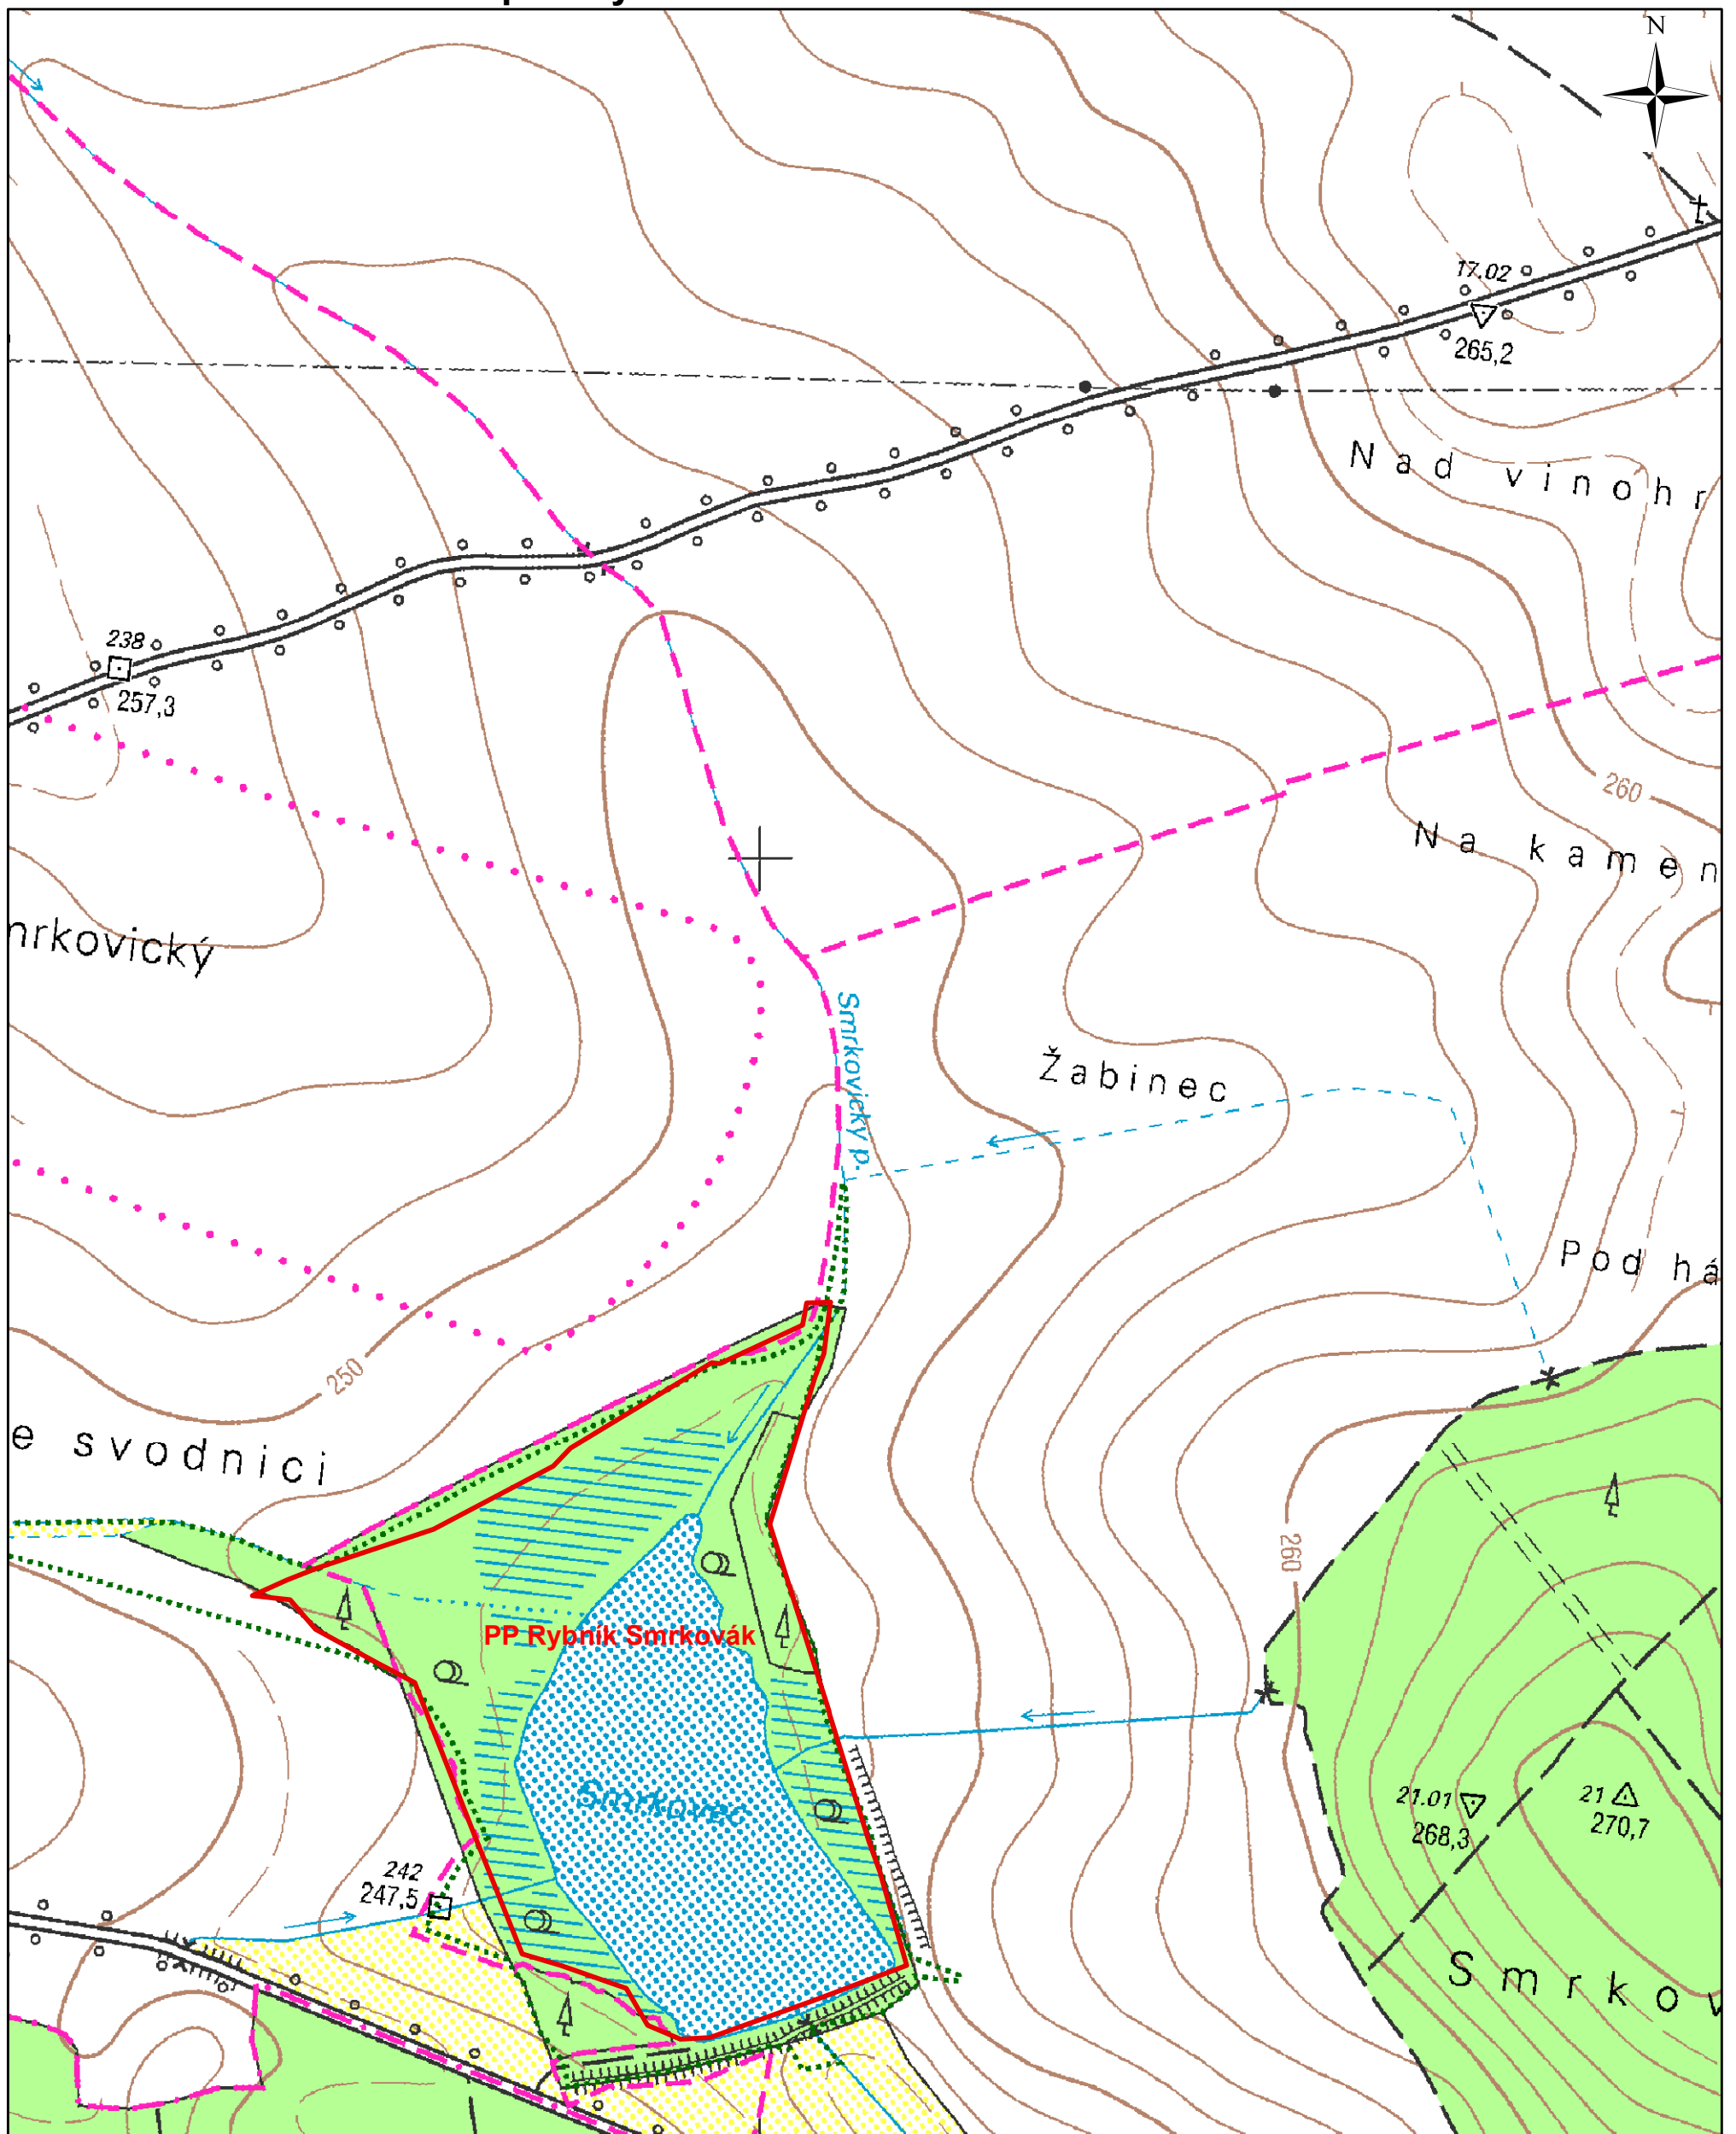 N
17.02
265,2
Nad vinohr
238
257,3
260
Na kamen
nrkovický
Smrkovický p.
Žabinec
Pod há
250
e svodnici
260
PP Rybník Smrkovák
Smrkovec
21.01
268,3
21
270,7
242
247,5
Smrkov